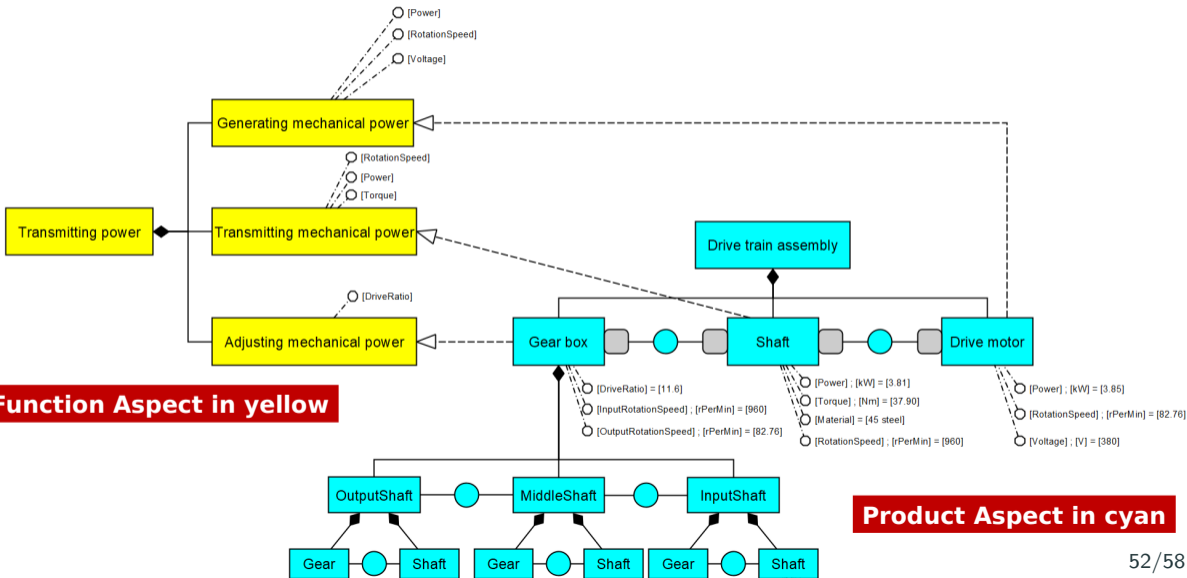 [Power]
[RotationSpeed]
[Voltage]
Generating mechanical power
[RotationSpeed]
[Power]
[Torque]
Transmitting power
Transmitting mechanical power
Drive train assembly
[DriveRatio]
Adjusting mechanical power
Gear box
Shaft
Drive motor
[DriveRatio] = [11.6]
[InputRotationSpeed] ; [rPerMin] = [960]
[OutputRotationSpeed] ; [rPerMin] = [82.76]
[Power] ; [kW] = [3.81]
[Torque] ; [Nm] = [37.90]
[Material] = [45 steel]
[RotationSpeed] ; [rPerMin] = [960]
[Power] ; [kW] = [3.85]
[RotationSpeed] ; [rPerMin] = [82.76]
[Voltage] ; [V] = [380]
Function Aspect in yellow
OutputShaft
MiddleShaft
InputShaft
Product Aspect in cyan
Gear
Shaft
Gear
Shaft
Gear
Shaft
52/58